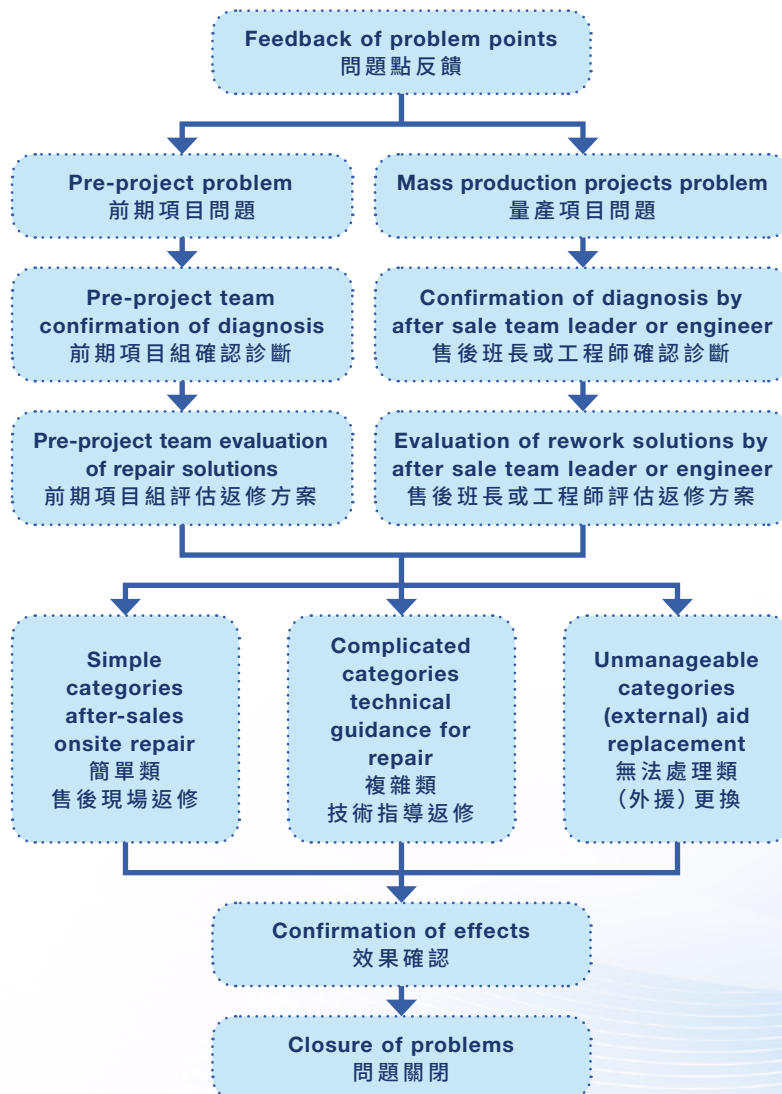 Feedback of problem points
問題點反饋
Pre-project problem
前期項目問題
Mass production projects problem
量產項目問題
Pre-project team
confirmation of diagnosis
前期項目組確認診斷
Confirmation of diagnosis by
after sale team leader or engineer
售後班長或工程師確認診斷
Pre-project team evaluation
of repair solutions
前期項目組評估返修方案
Evaluation of rework solutions by
after sale team leader or engineer
售後班長或工程師評估返修方案
Simple
categories
after-sales
onsite repair
簡單類
售後現場返修
Complicated
categories
technical
guidance for
repair
複雜類
技術指導返修
Unmanageable
categories
(external) aid
replacement
無法處理類
（外援）更換
Confirmation of effects
效果確認
Closure of problems
問題關閉